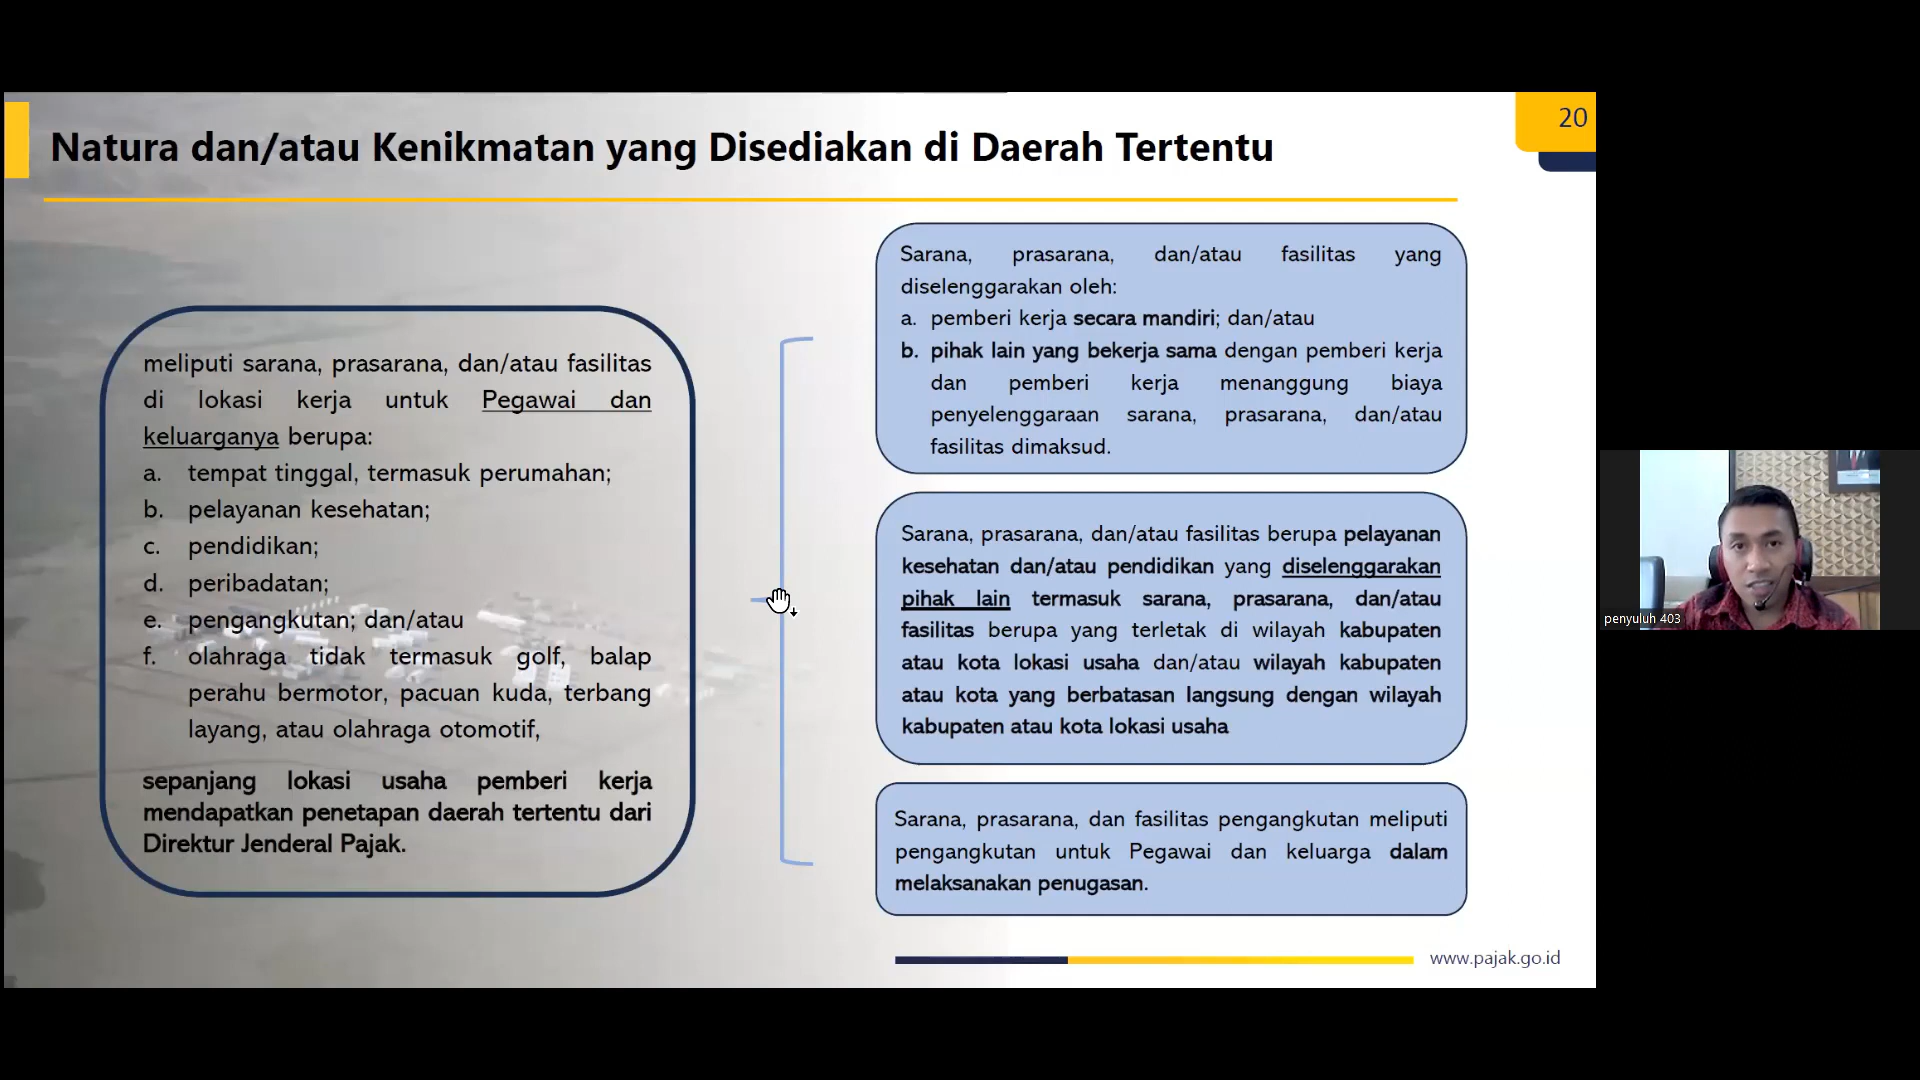 20
Natura dan/atau Kenikmatan yang Disediakan di Daerah Tertentu
meliputi sarana, prasarana, dan/atau fasilitas
di lokasi kerja untuk Pegawai dan
keluarganya berupa:
a. tempat tinggal, termasuk perumahan;
b. pelayanan kesehatan;
c. pendidikan;
d. peribadatan;
e. pengangkutan; dan/atau
f. olahraga tidak termasuk golf, balap
perahu bermotor, pacuan kuda, terbang
layang, atau olahraga otomotif,
sepanjang lokasi usaha pemberi kerja
mendapatkan penetapan daerah tertentu dari
Direktur Jenderal Pajak.
Sarana, prasarana, dan/atau fasilitas yang
diselenggarakan oleh:
a. pemberi kerja secara mandiri; dan/atau
b. pihak lain yang bekerja sama dengan pemberi kerja
dan pemberi kerja menanggung biaya
penyelenggaraan sarana, prasarana, dan/atau
fasilitas dimaksud.
Sarana, prasarana, dan/atau fasilitas berupa pelayanan
kesehatan dan/atau pendidikan yang diselenggarakan
pihak lain termasuk sarana, prasarana, dan/atau
fasilitas berupa yang terletak di wilayah kabupaten
atau kota lokasi usaha dan/atau wilayah kabupaten
atau kota yang berbatasan langsung dengan wilayah
kabupaten atau kota lokasi usaha
Sarana, prasarana, dan fasilitas pengangkutan meliputi
pengangkutan untuk Pegawai dan keluarga dalam
melaksanakan penugasan.
www.pajak.go.id
penyuluh 403